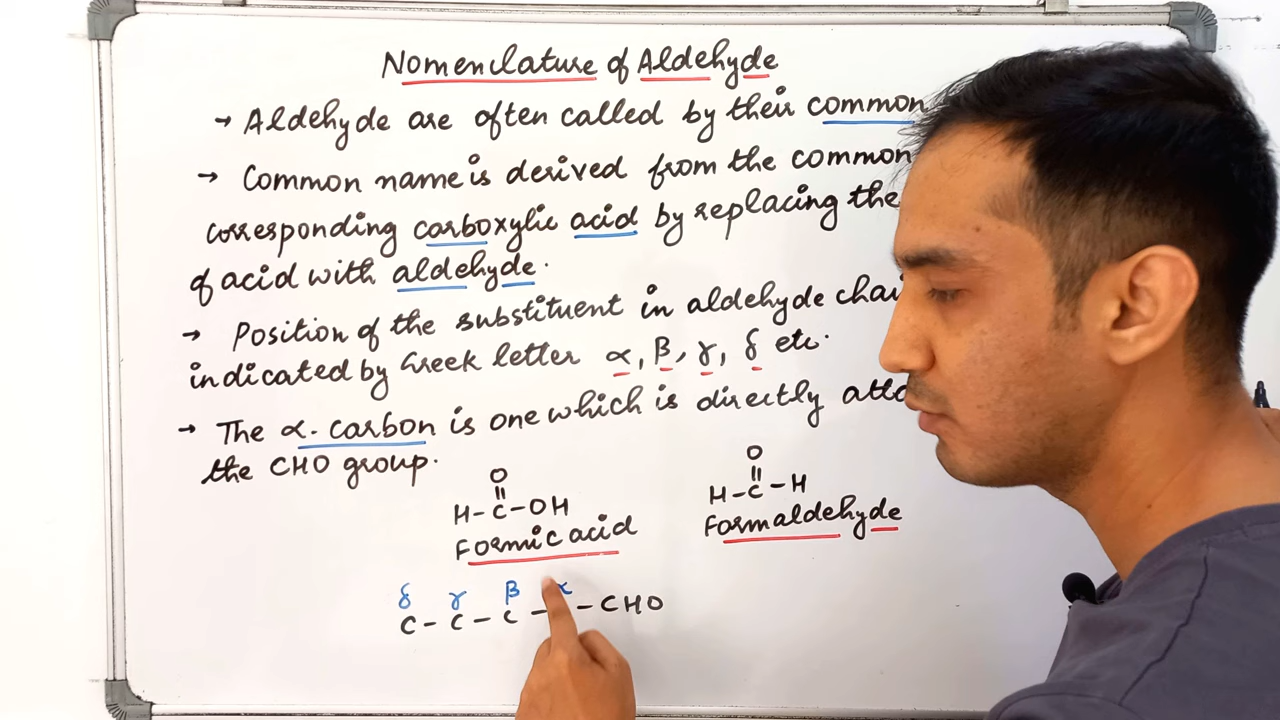 Nomenclature of Aldehyde
→ Aldehyde are often called by their common
→ Common name is derived from the common
corresponding carboxylic acid by replacing the
of acid with aldehyde.
→ Position of the substituent in aldehyde
indicated by Greek letter α, β, γ, δ etc.
→ The α-carbon is one which is directly
the CHO group.
O
||
H-C-OH
Formic acid
O
||
H-C-H
Formaldehyde
δ γ β α
C-C-C- -CHO